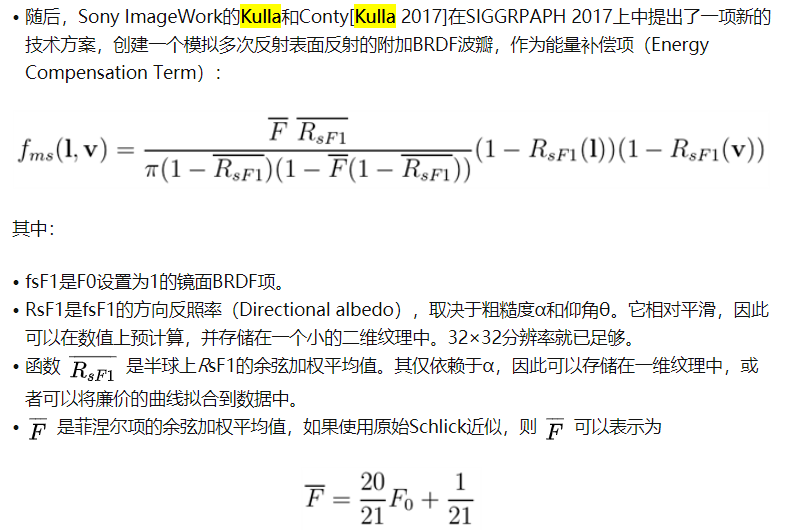 • 随后，Sony ImageWork的Kulla和Conty[Kulla 2017]在SIGGRPAPH 2017上中提出了一项新的
技术方案，创建一个模拟多次反射表面反射的附加BRDF波瓣，作为能量补偿项（Energy
Compensation Term）：
f_{ms}(\mathbf{l}, \mathbf{v}) = \frac{\overline{F}\ \overline{R_{sF1}}}{\pi(1 - \overline{R_{sF1}})(1 - \overline{F}(1 - \overline{R_{sF1}}))}(1 - R_{sF1}(\mathbf{l}))(1 - R_{sF1}(\mathbf{v}))
其中：
• fsF1是F0设置为1的镜面BRDF项。
• RsF1是fsF1的方向反照率（Directional albedo），取决于粗糙度α和仰角θ。它相对平滑，因此
可以在数值上预计算，并存储在一个小的二维纹理中。32×32分辨率就已足够。
• 函数 \overline{R_{sF1}} 是半球上RsF1的余弦加权平均值。其仅依赖于α，因此可以存储在一维纹理中，或
者可以将廉价的曲线拟合到数据中。
• \overline{F} 是菲涅尔项的余弦加权平均值，如果使用原始Schlick近似，则 \overline{F} 可以表示为
\overline{F} = \frac{20}{21}F_0 + \frac{1}{21}